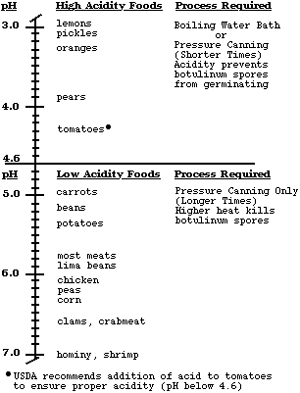 pH High Acidity Foods Process Required
3.0 lemons Boiling Water Bath
pickles or
oranges Pressure Canning
(Shorter Times)
Acidity prevents
botulinum spores
from germinating
pears
4.0
tomatoes●
4.6
pH Low Acidity Foods Process Required
5.0 carrots Pressure Canning Only
(Longer Times)
beans Higher heat kills
potatoes botulinum spores
most meats
lima beans
6.0 chicken
peas
corn
clams, crabmeat
7.0 hominy, shrimp
● USDA recommends addition of acid to tomatoes
to ensure proper acidity (pH below 4.6)